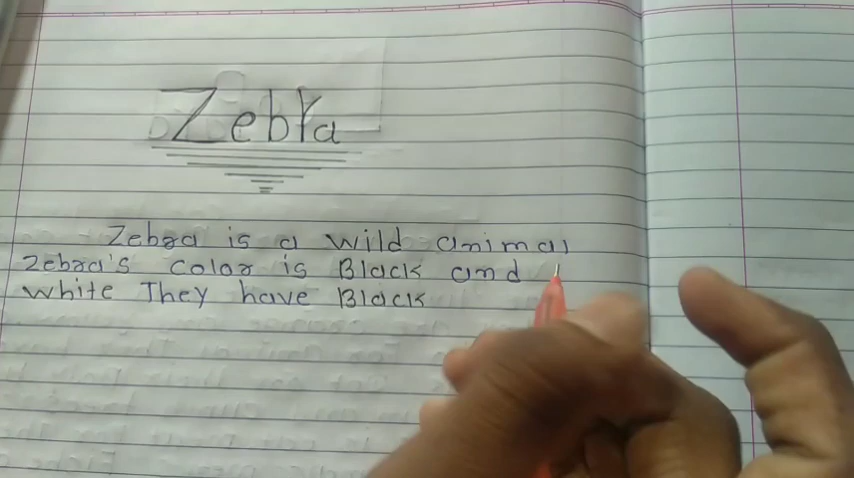 Zebra
Zebra is a wild animal
Zebra's color is Black and
white They have Black